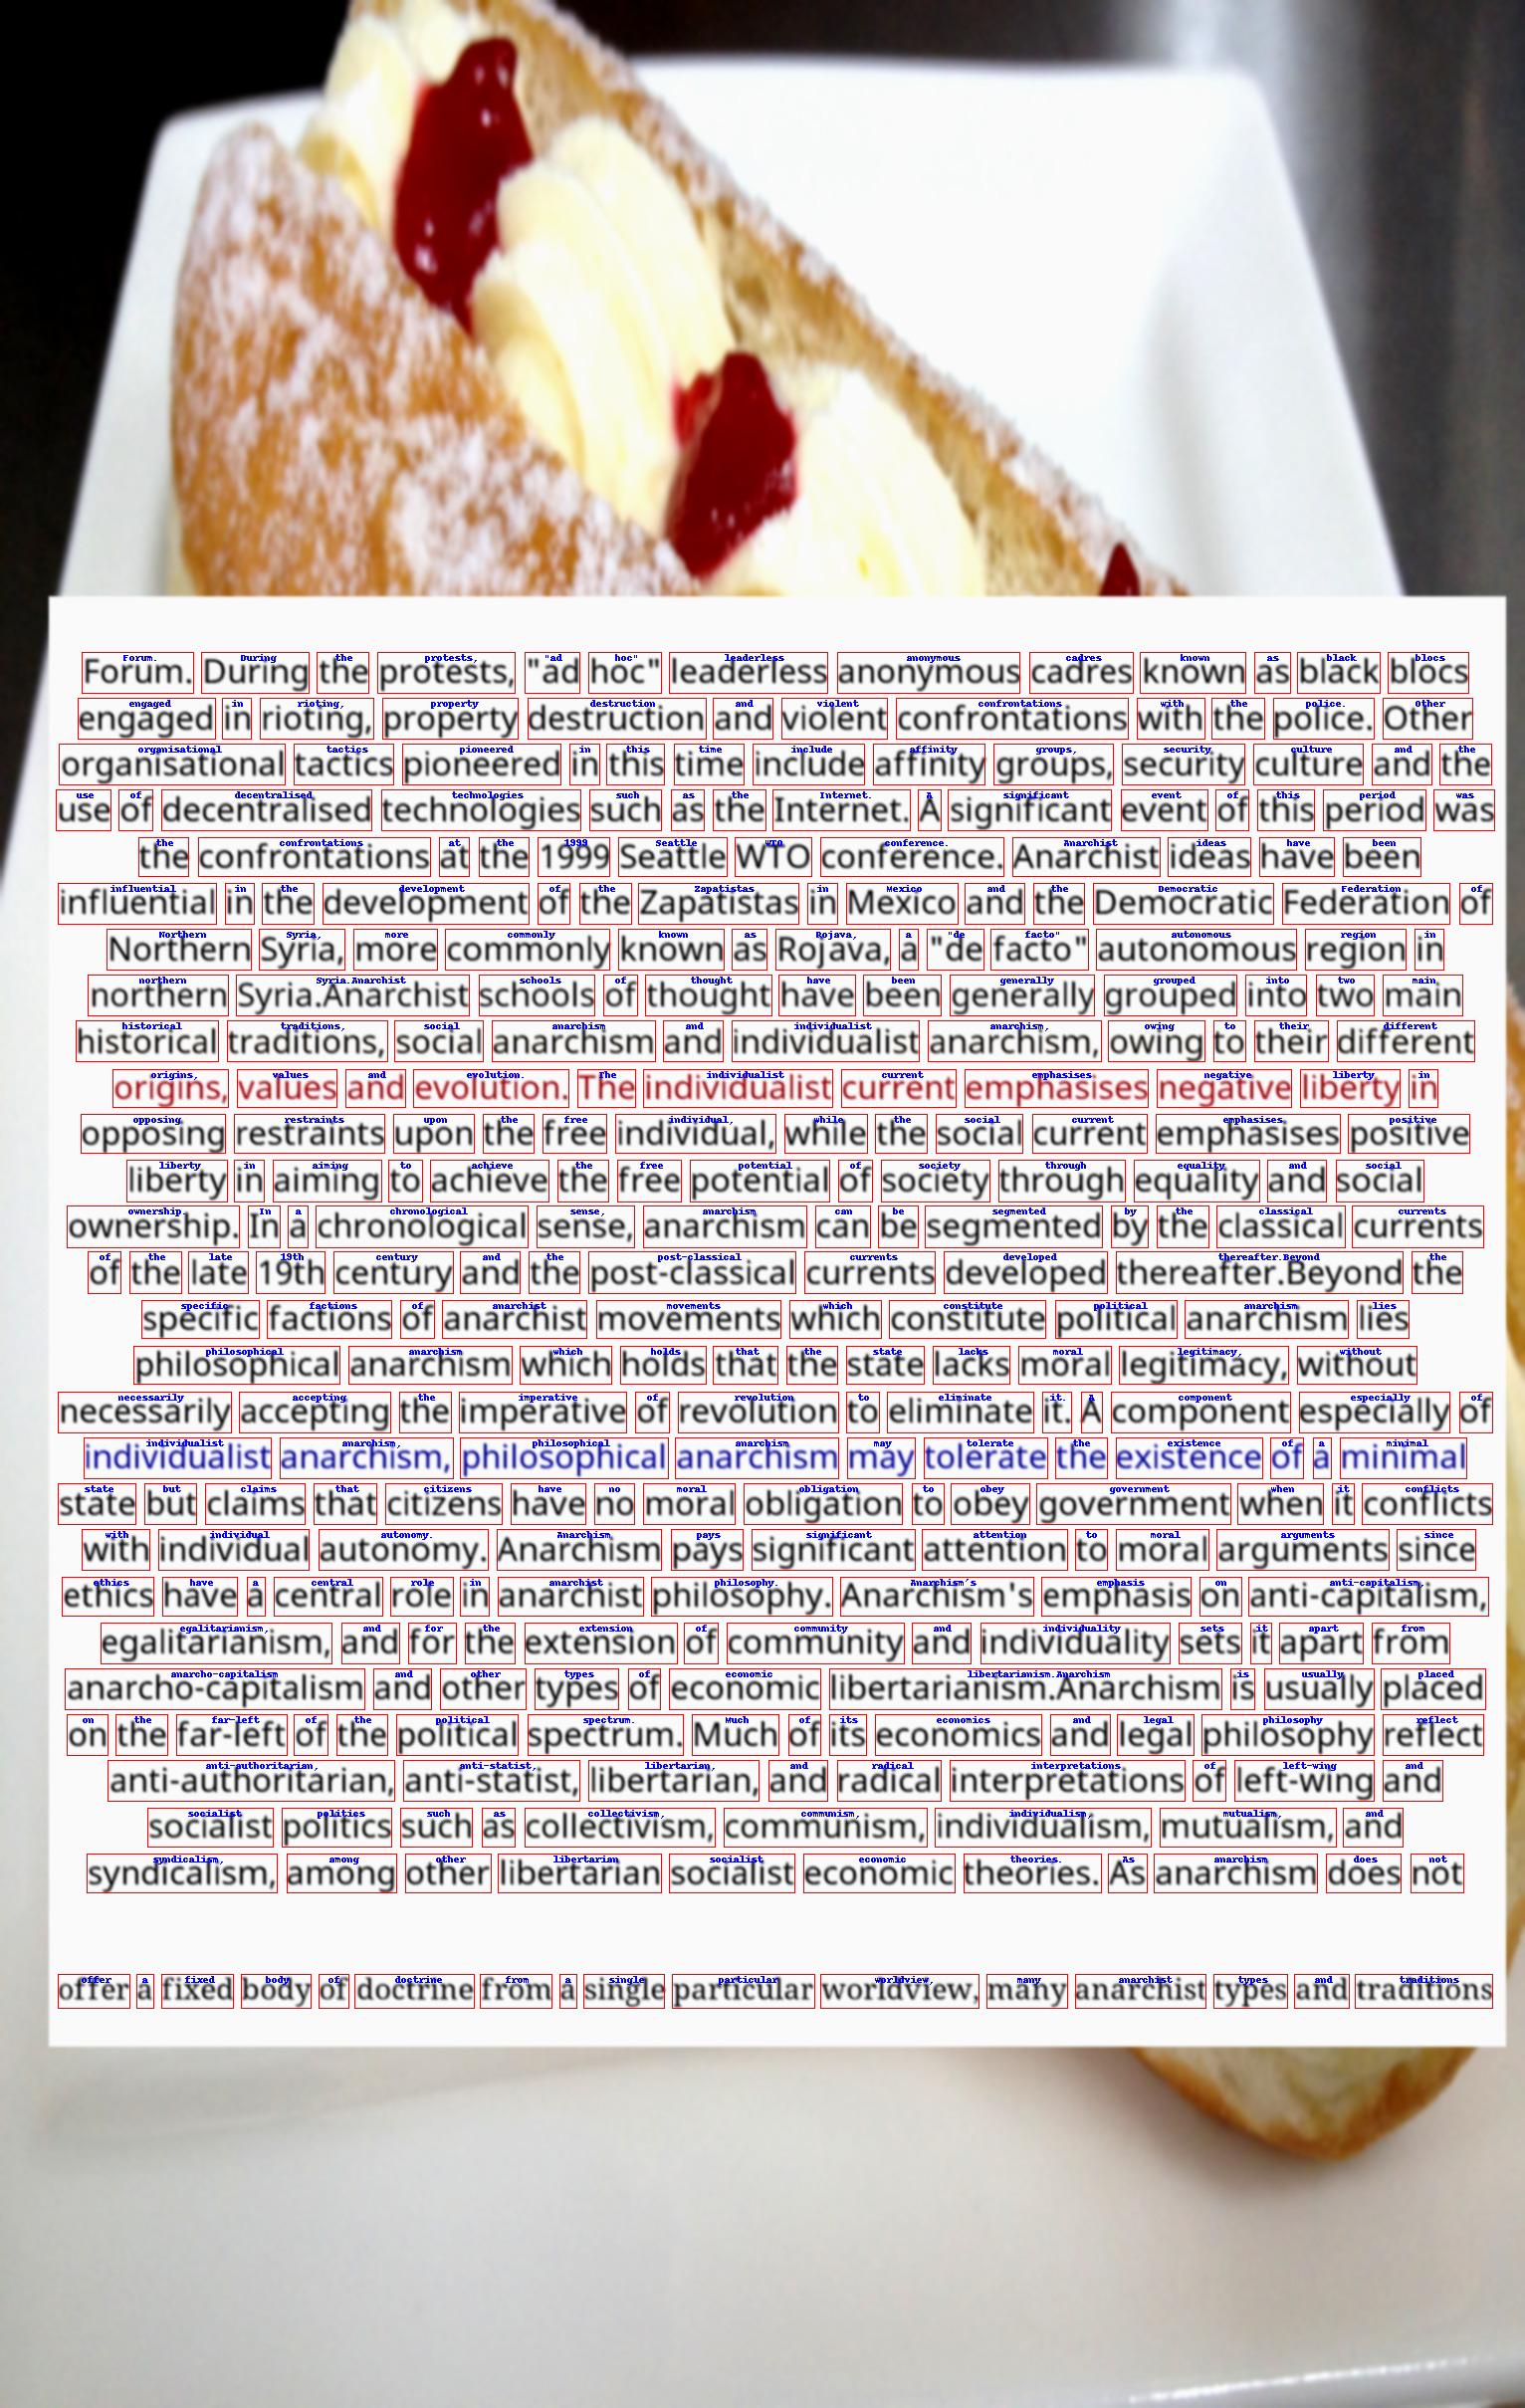 Forum. During the protests, "ad hoc" leaderless anonymous cadres known as black blocs
engaged in rioting, property destruction and violent confrontations with the police. Other
organisational tactics pioneered in this time include affinity groups, security culture and the
use of decentralised technologies such as the Internet. A significant event of this period was
the confrontations at the 1999 Seattle WTO conference. Anarchist ideas have been
influential in the development of the Zapatistas in Mexico and the Democratic Federation of
Northern Syria, more commonly known as Rojava, a "de facto" autonomous region in
northern Syria.Anarchist schools of thought have been generally grouped into two main
historical traditions, social anarchism and individualist anarchism, owing to their different
origins, values and evolution. The individualist current emphasises negative liberty in
opposing restraints upon the free individual, while the social current emphasises positive
liberty in aiming to achieve the free potential of society through equality and social
ownership. In a chronological sense, anarchism can be segmented by the classical currents
of the late 19th century and the post-classical currents developed thereafter.Beyond the
specific factions of anarchist movements which constitute political anarchism lies
philosophical anarchism which holds that the state lacks moral legitimacy, without
necessarily accepting the imperative of revolution to eliminate it. A component especially of
individualist anarchism, philosophical anarchism may tolerate the existence of a minimal
state but claims that citizens have no moral obligation to obey government when it conflicts
with individual autonomy. Anarchism pays significant attention to moral arguments since
ethics have a central role in anarchist philosophy. Anarchism's emphasis on anti-capitalism,
egalitarianism, and for the extension of community and individuality sets it apart from
anarcho-capitalism and other types of economic libertarianism.Anarchism is usually placed
on the far-left of the political spectrum. Much of its economics and legal philosophy reflect
anti-authoritarian, anti-statist, libertarian, and radical interpretations of left-wing and
socialist politics such as collectivism, communism, individualism, mutualism, and
syndicalism, among other libertarian socialist economic theories. As anarchism does not
offer a fixed body of doctrine from a single particular worldview, many anarchist types and traditions